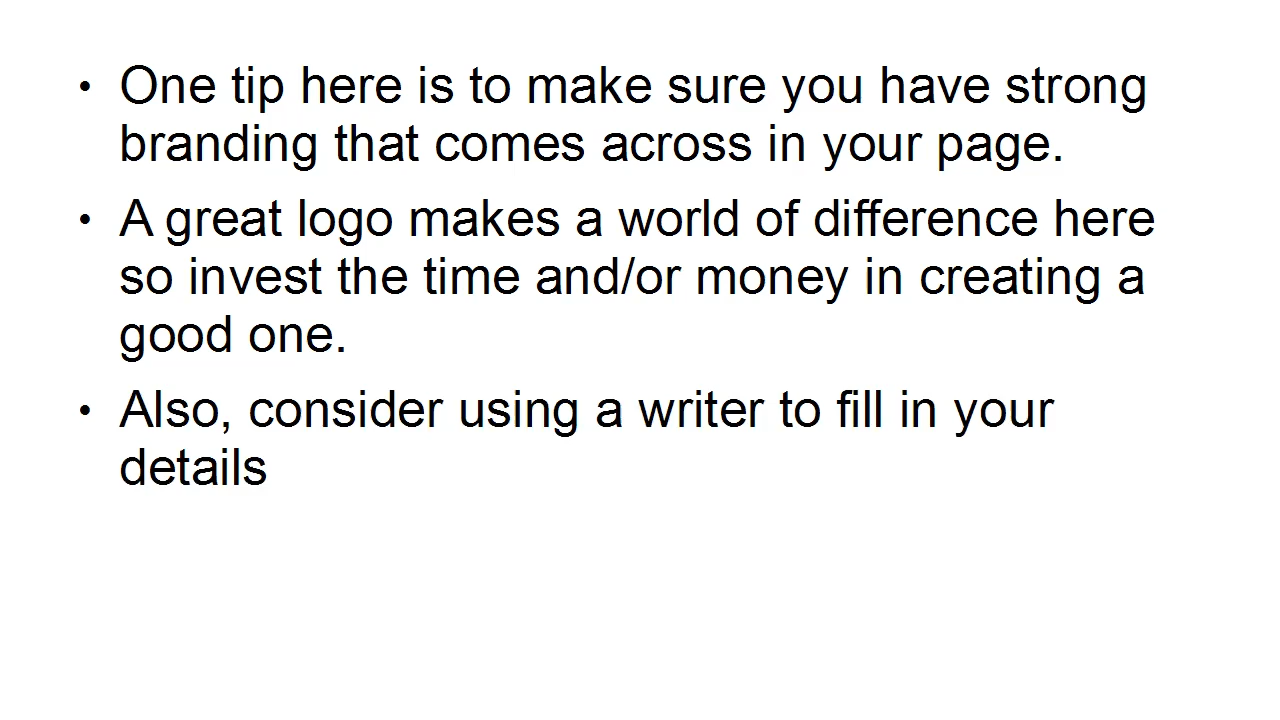 • One tip here is to make sure you have strong
branding that comes across in your page.
• A great logo makes a world of difference here
so invest the time and/or money in creating a
good one.
• Also, consider using a writer to fill in your
details